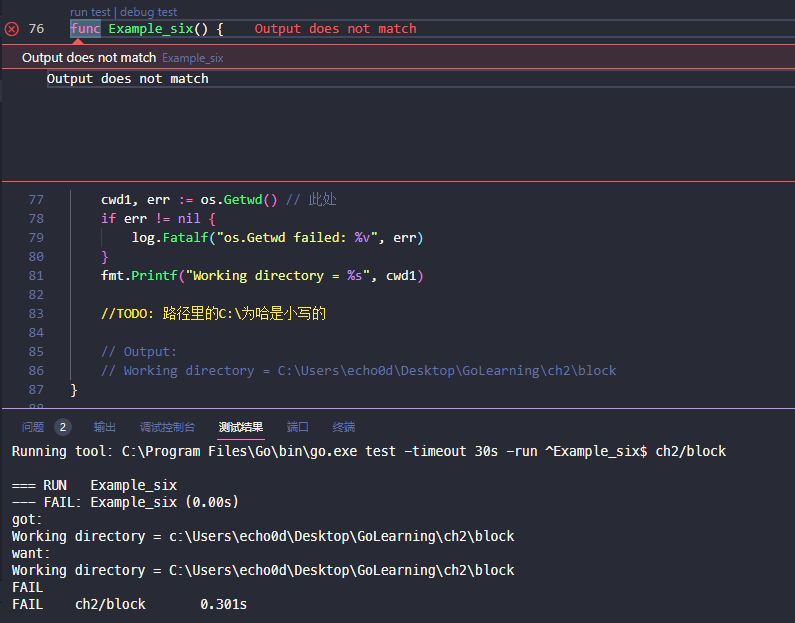 run test | debug test
76 func Example_six() { Output does not match
Output does not match Example_six
Output does not match
77 cwd1, err := os.Getwd() // 此处
78 if err != nil {
79 log.Fatalf("os.Getwd failed: %v", err)
80 }
81 fmt.Printf("Working directory = %s", cwd1)
82
83 //TODO: 路径里的C:\为哈是小写的
84
85 // Output:
86 // Working directory = C:\Users\echo0d\Desktop\GoLearning\ch2\block
87 }
88
问题 2 输出 调试控制台 测试结果 端口 终端
Running tool: C:\Program Files\Go\bin\go.exe test -timeout 30s -run ^Example_six$ ch2/block
=== RUN Example_six
--- FAIL: Example_six (0.00s)
got:
Working directory = c:\Users\echo0d\Desktop\GoLearning\ch2\block
want:
Working directory = C:\Users\echo0d\Desktop\GoLearning\ch2\block
FAIL
FAIL ch2/block 0.301s